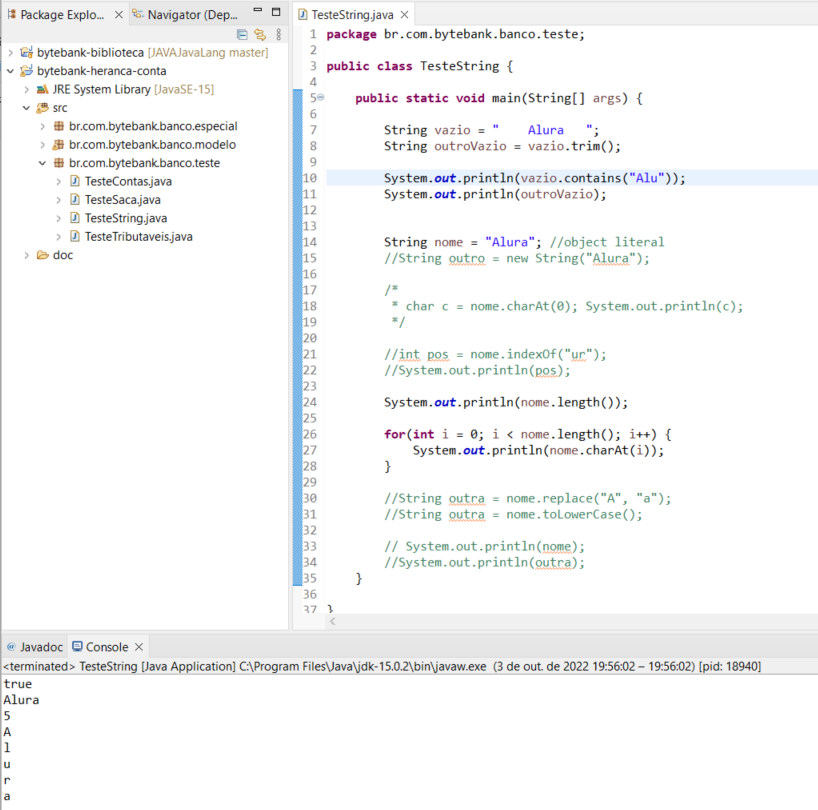 Package Explo...
Navigator (Dep...
bytebank-biblioteca [JAVAJavaLang master]
bytebank-heranca-conta
JRE System Library [JavaSE-15]
src
br.com.bytebank.banco.especial
br.com.bytebank.banco.modelo
br.com.bytebank.banco.teste
TesteContas.java
TesteSaca.java
TesteString.java
TesteTributaveis.java
doc
TesteString.java
1 package br.com.bytebank.banco.teste;
2
3 public class TesteString {
4
5     public static void main(String[] args) {
6
7         String vazio = "    Alura   ";
8         String outroVazio = vazio.trim();
9
10         System.out.println(vazio.contains("Alu"));
11         System.out.println(outroVazio);
12
13
14         String nome = "Alura"; //object literal
15         //String outro = new String("Alura");
16
17         /*
18          * char c = nome.charAt(0); System.out.println(c);
19          */
20
21         //int pos = nome.indexOf("ur");
22         //System.out.println(pos);
23
24         System.out.println(nome.length());
25
26         for(int i = 0; i < nome.length(); i++) {
27             System.out.println(nome.charAt(i));
28         }
29
30         //String outra = nome.replace("A", "a");
31         //String outra = nome.toLowerCase();
32
33         // System.out.println(nome);
34         //System.out.println(outra);
35     }
36
37 }
Javadoc
Console
<terminated> TesteString [Java Application] C:\Program Files\Java\jdk-15.0.2\bin\javaw.exe (3 de out. de 2022 19:56:02 – 19:56:02) [pid: 18940]
true
Alura
5
A
l
u
r
a